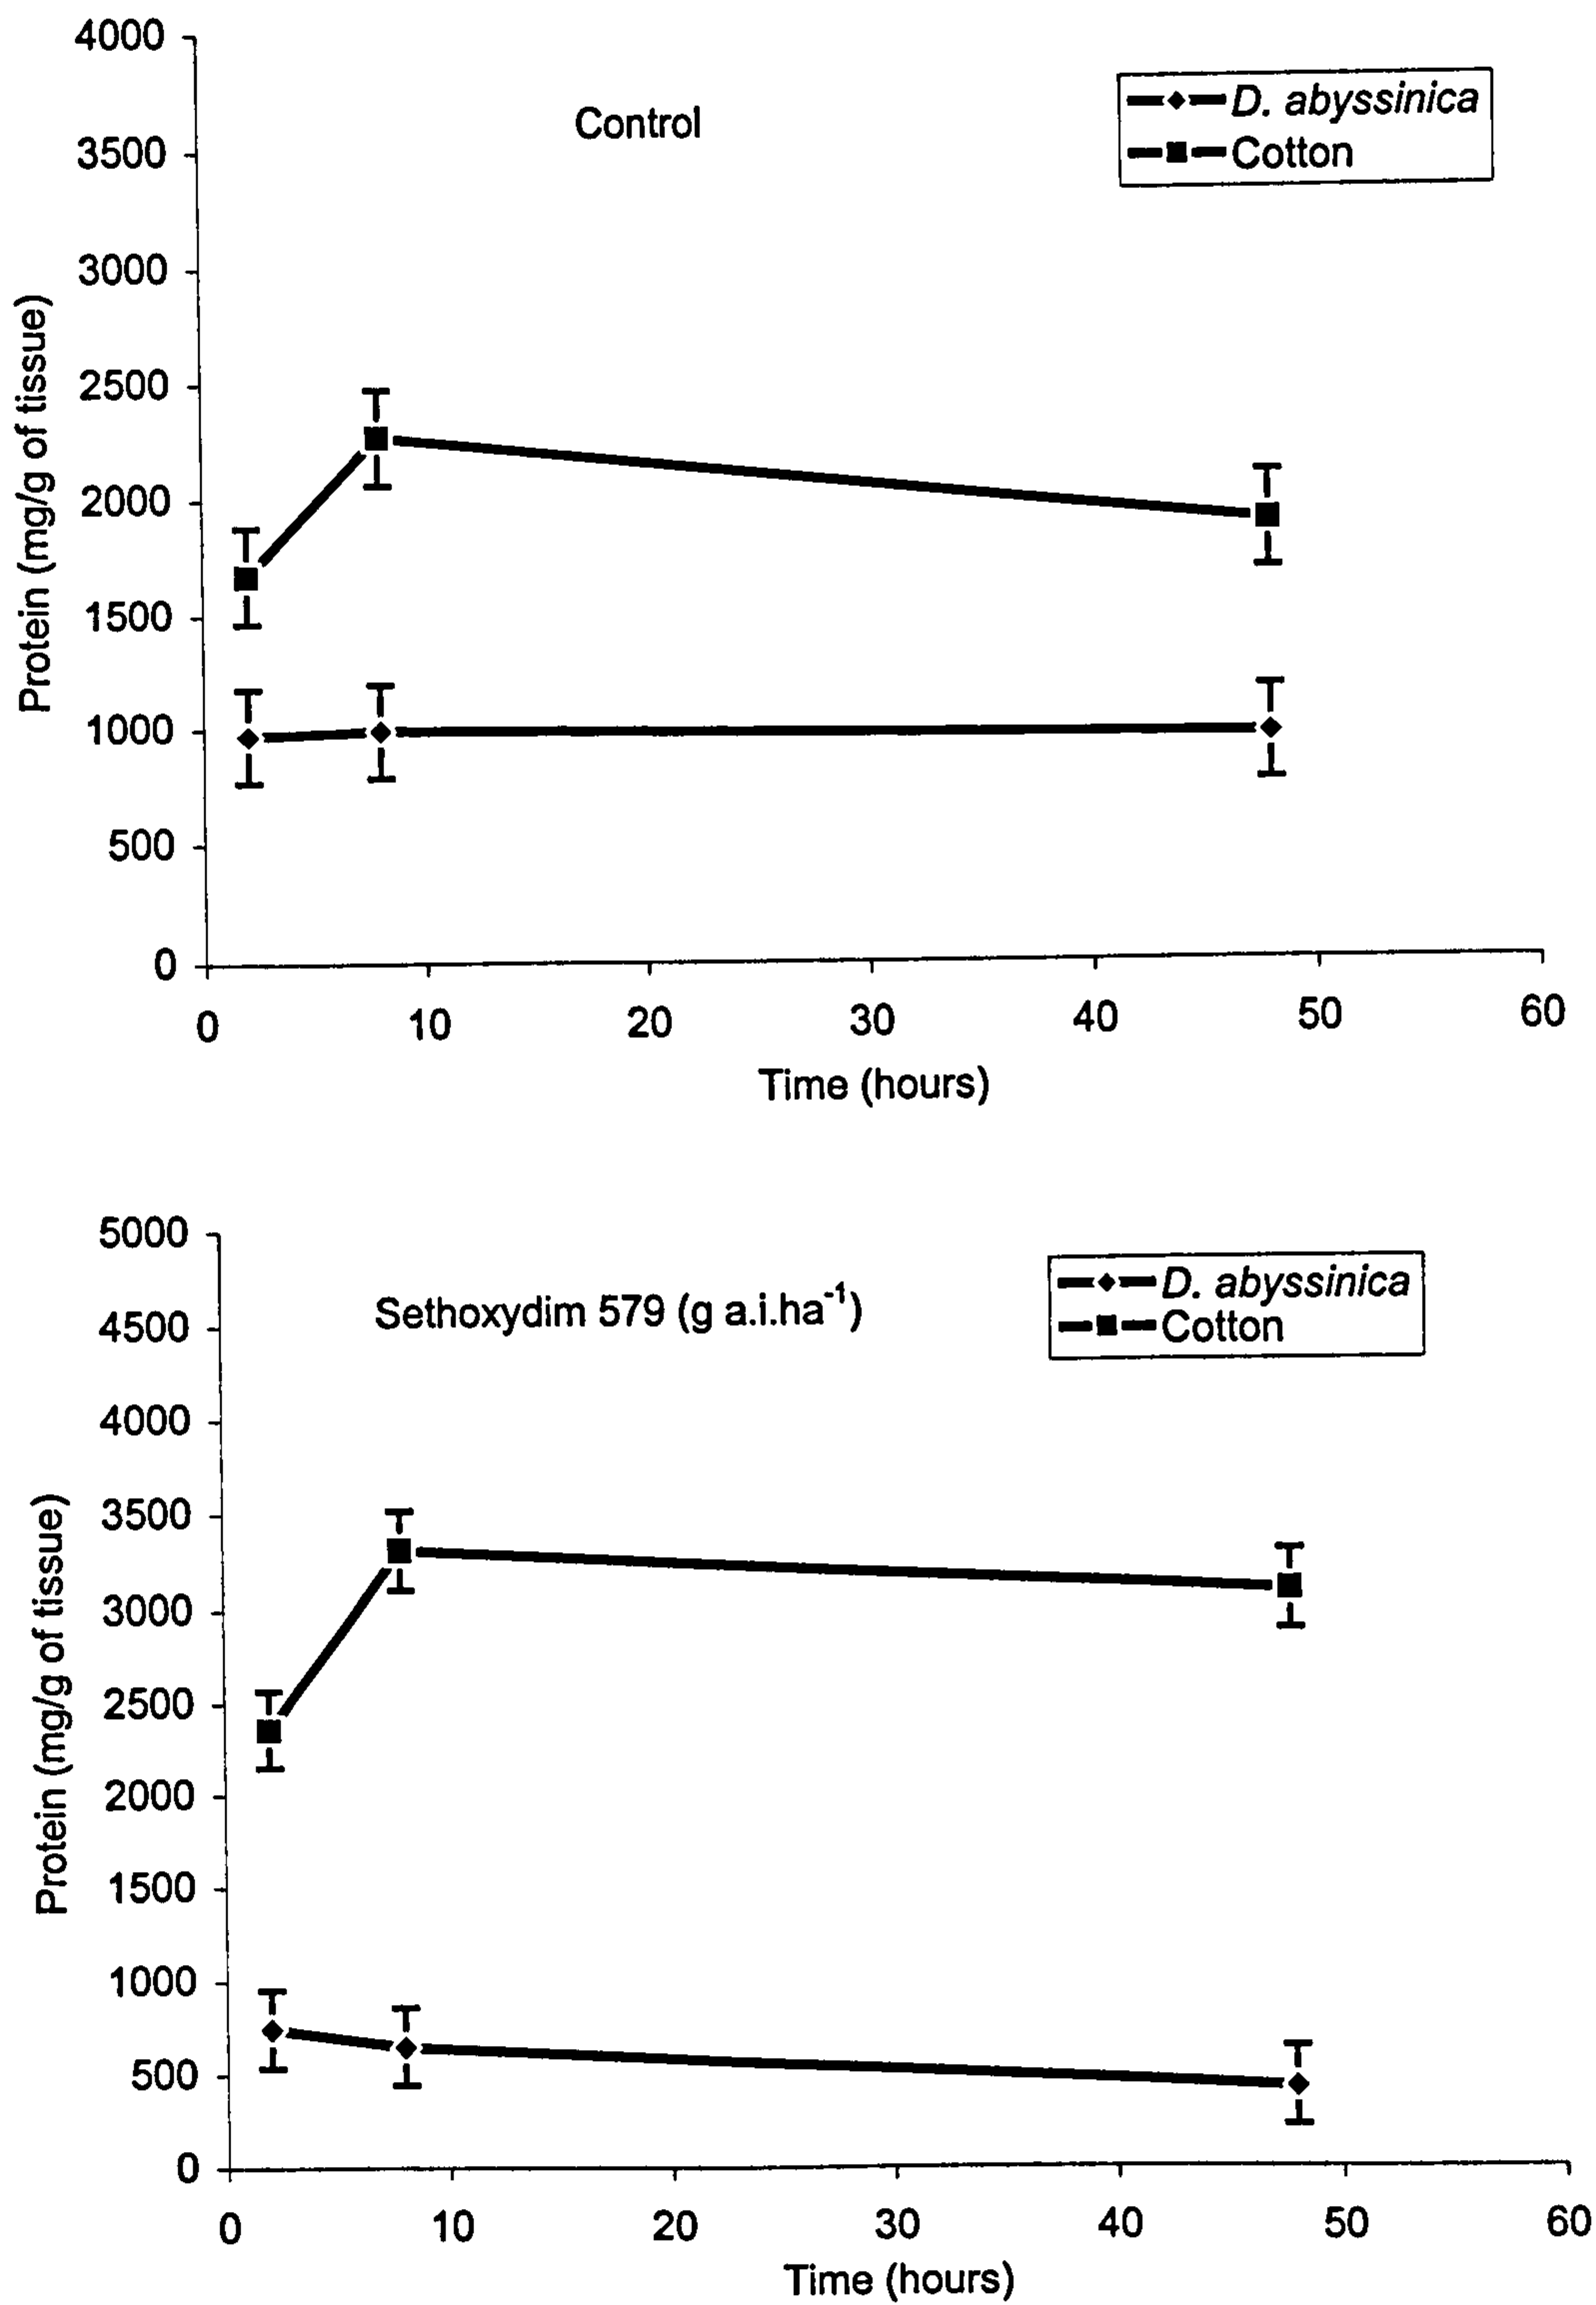 4000
3500
3000
2500
2000
1500
1000
500
0
Protein (mg/g of tissue)
Control
D. abyssinica
Cotton
0 10 20 30 40 50 60
Time (hours)
5000
4500
4000
3500
3000
2500
2000
1500
1000
500
0
Protein (mg/g of tissue)
Sethoxydim 579 (g a.i.ha⁻¹)
D. abyssinica
Cotton
0 10 20 30 40 50 60
Time (hours)